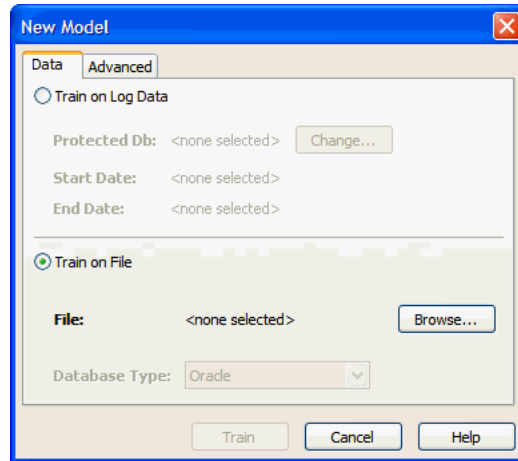 New Model
Data Advanced
Train on Log Data
Protected Db: <none selected> Change...
Start Date: <none selected>
End Date: <none selected>
Train on File
File: <none selected> Browse...
Database Type: Oracle
Train Cancel Help